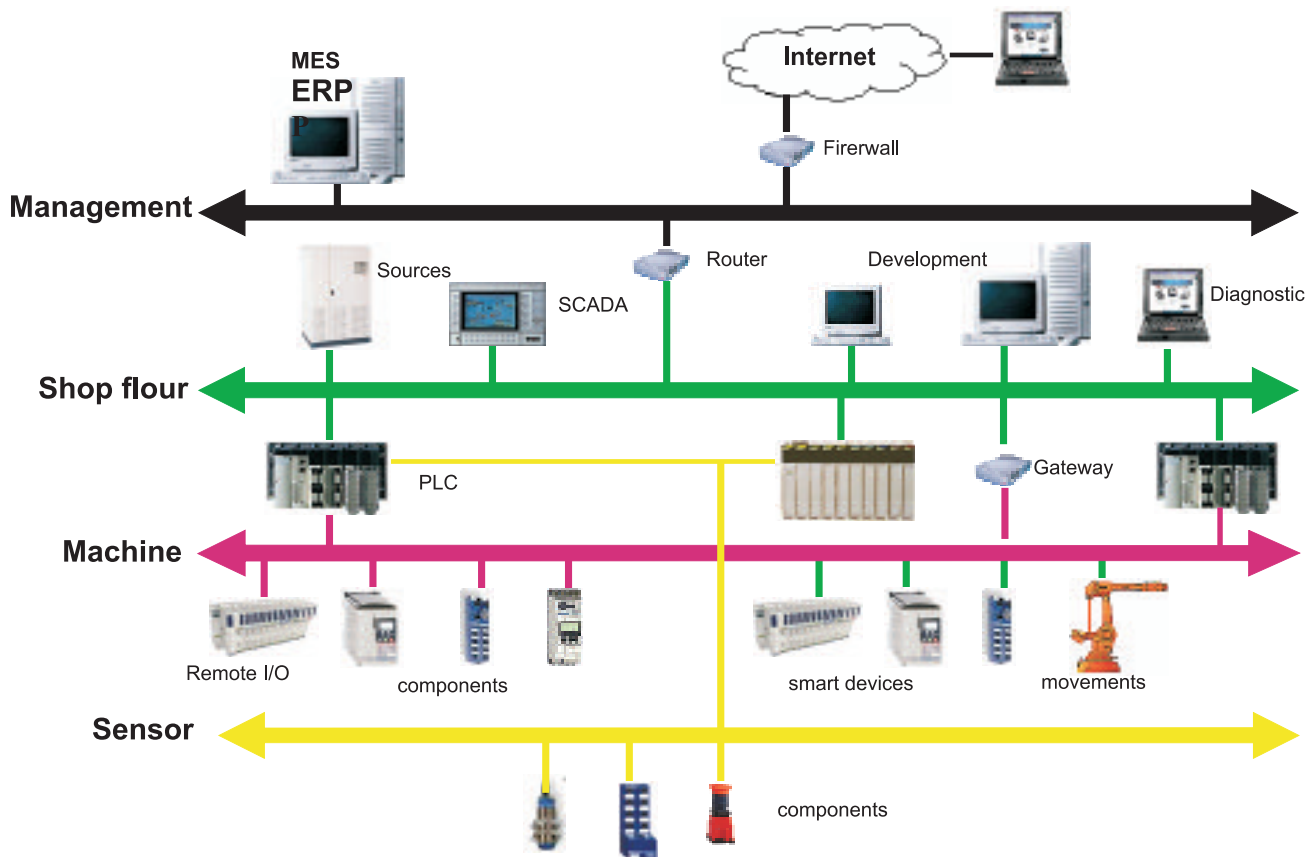 MES
ERP
P
Internet
Firerwall
Management
Sources
SCADA
Router
Development
Diagnostic
Shop flour
PLC
Gateway
Machine
Remote I/O
components
smart devices
movements
Sensor
components